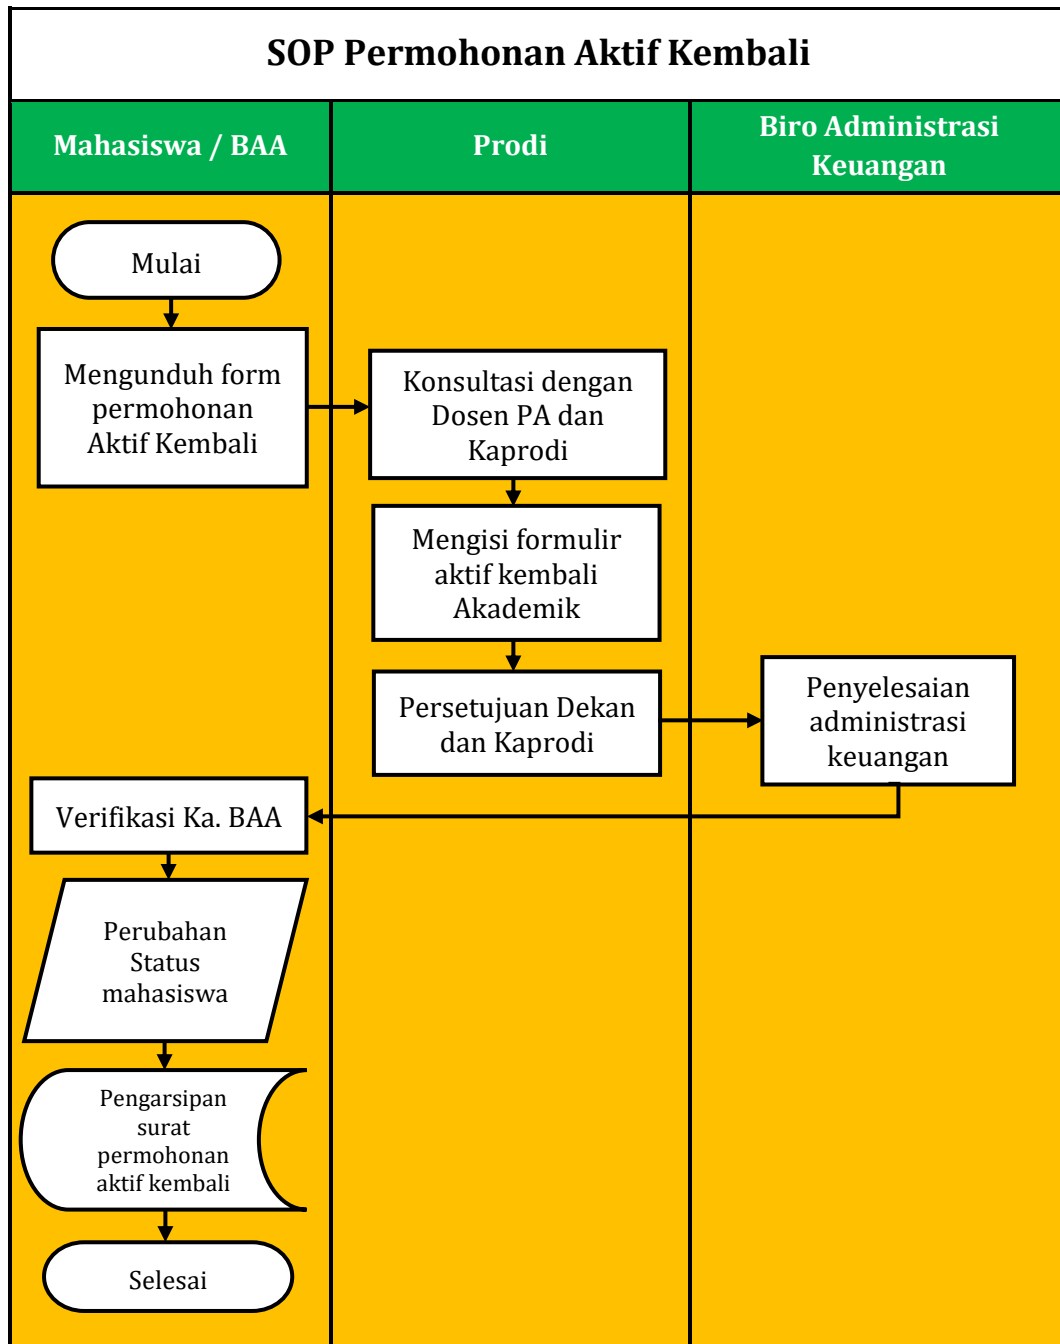 SOP Permohonan Aktif Kembali
Mahasiswa / BAA
Prodi
Biro Administrasi
Keuangan
Mulai
Mengunduh form
permohonan
Aktif Kembali
Konsultasi dengan
Dosen PA dan
Kaprodi
Mengisi formulir
aktif kembali
Akademik
Persetujuan Dekan
dan Kaprodi
Penyelesaian
administrasi
keuangan
Verifikasi Ka. BAA
Perubahan
Status
mahasiswa
Pengarsipan
surat
permohonan
aktif kembali
Selesai